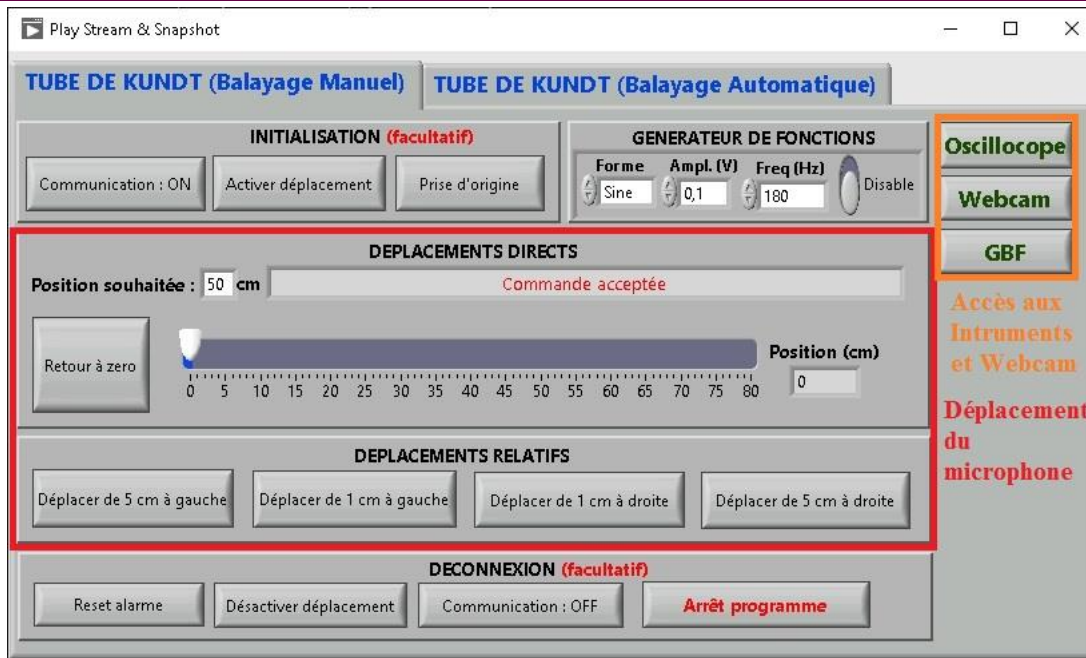 Play Stream & Snapshot
TUBE DE KUNDT (Balayage Manuel)
TUBE DE KUNDT (Balayage Automatique)
INITIALISATION (facultatif)
Communication : ON
Activer déplacement
Prise d'origine
GENERATEUR DE FONCTIONS
Forme
Ampl. (V)
Freq (Hz)
Sine
0,1
180
Disable
Oscillocope
Webcam
GBF
Accès aux
Intruments
et Webcam
Déplacement
du
microphone
DEPLACEMENTS DIRECTS
Position souhaitée : 50 cm
Commande acceptée
Retour à zero
0 5 10 15 20 25 30 35 40 45 50 55 60 65 70 75 80
Position (cm)
0
DEPLACEMENTS RELATIFS
Déplacer de 5 cm à gauche
Déplacer de 1 cm à gauche
Déplacer de 1 cm à droite
Déplacer de 5 cm à droite
DECONNEXION (facultatif)
Reset alarme
Désactiver déplacement
Communication : OFF
Arrêt programme